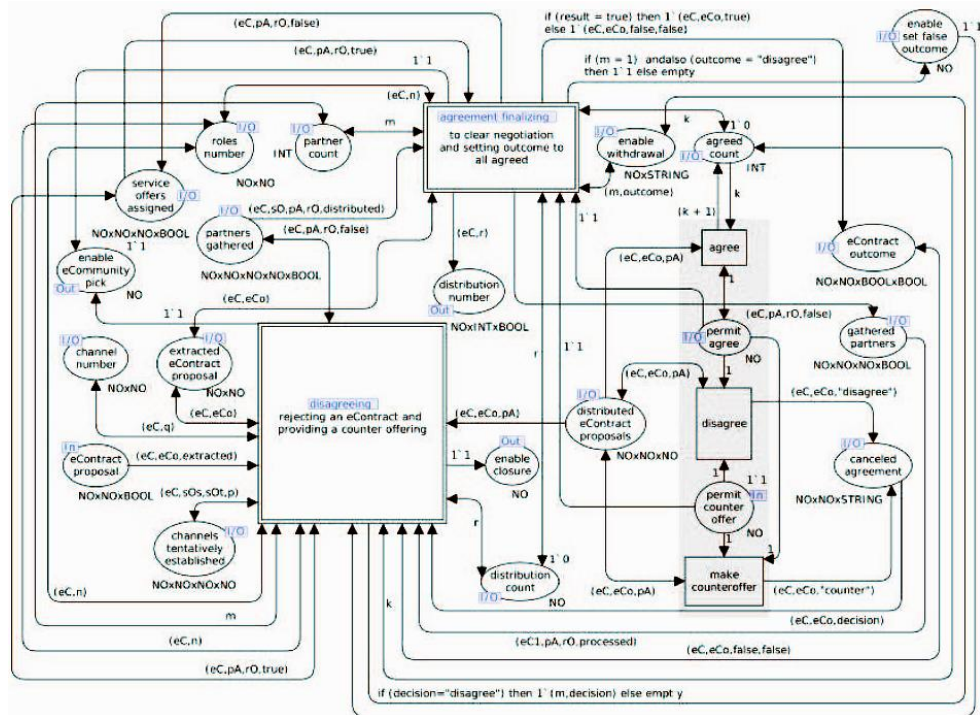 (eC,pA,rO,false)
if (result = true) then 1`(eC,eCo,true)
else 1`(eC,eCo,false,false)
enable
set false
outcome
I/O
1`1
NO
(eC,pA,rO,true)
1`1
if (m = 1) andalso (outcome = "disagree")
then 1`1 else empty
(eC,n)
I/O
roles
number
NOxNO
I/O
partner
count
INT
m
agreement finalizing
to clear negotiation
and setting outcome to
all agreed
I/O
enable
withdrawal
NOxSTRING
(m,outcome)
k
1`0
agreed
count
I/O
INT
k
(k + 1)
service
offers
assigned
I/O
NOxNOxNOxBOOL
I/O
partners
gathered
NOxNOxNOxNOxBOOL
(eC,sO,pA,rO,distributed)
(eC,pA,rO,false)
1`1
enable
eCommunity
pick
Out
NO
1`1
(eC,r)
distribution
number
Out
NOxINTxBOOL
1`1
agree
(eC,eCo,pA)
1
I/O
eContract
outcome
NOxNOxBOOLxBOOL
(eC,eCo)
1`1
(eC,pA,rO,false)
I/O
channel
number
NOxNO
I/O
extracted
eContract
proposal
NOxNO
r
1`1
permit
agree
I/O
NO
1
I/O
gathered
partners
NOxNOxNOxBOOL
(eC,eCo)
(eC,q)
disagreeing
rejecting an eContract and
providing a counter offering
(eC,eCo,pA)
(eC,eCo,pA)
I/O
distributed
eContract
proposals
NOxNOxNO
disagree
(eC,eCo,"disagree")
In
eContract
proposal
NOxNOxBOOL
(eC,eCo,extracted)
1`1
Out
enable
closure
NO
I/O
canceled
agreement
NOxNOxSTRING
1
1`1
permit
counter
offer
In
NO
(eC,sOs,sOt,p)
I/O
channels
tentatively
established
NOxNOxNOxNO
r
1`0
distribution
count
I/O
NO
1
1
make
counteroffer
(eC,eCo,pA)
(eC,eCo,"counter")
(eC,n)
k
(eC,eCo,decision)
m
(eC,n)
(eC1,pA,rO,processed)
(eC,eCo,false,false)
(eC,pA,rO,true)
if (decision="disagree") then 1`(m,decision) else empty y